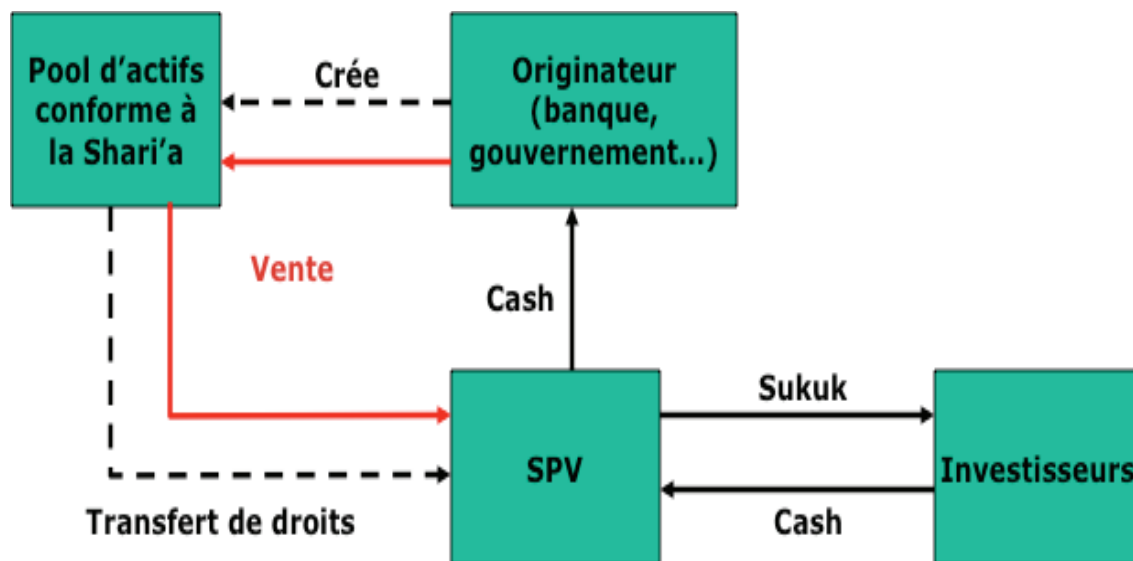 Pool d'actifs
conforme à
la Shari'a
Crée
Originateur
(banque,
gouvernement...)
Vente
Cash
Sukuk
SPV
Investisseurs
Cash
Transfert de droits